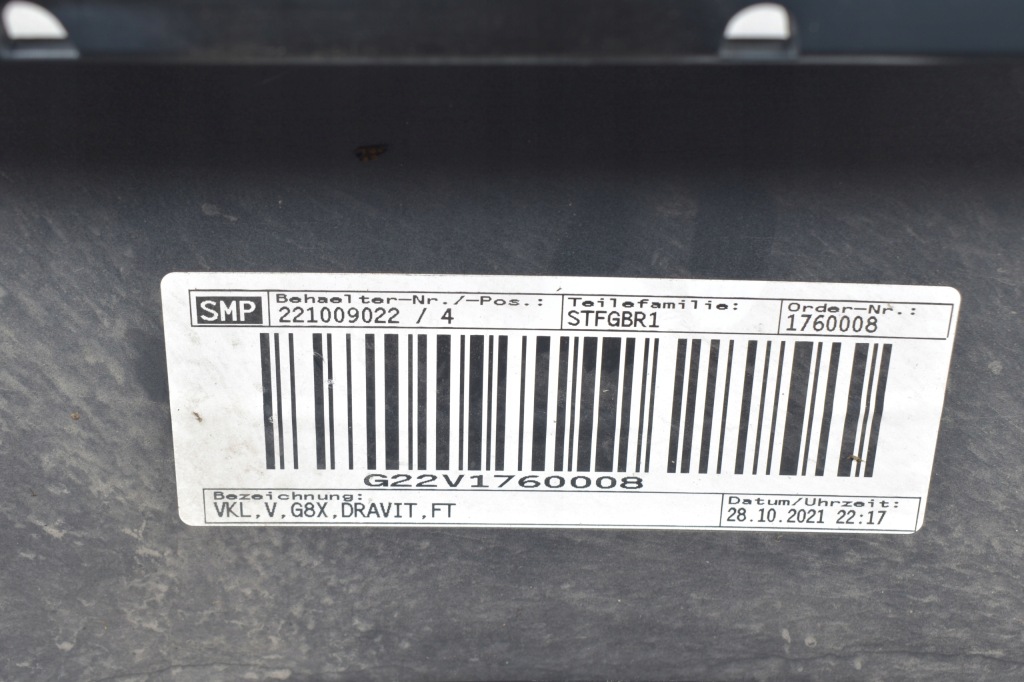 SMP
Behaelter-Nr./-Pos.:
221009022 / 4
Teilefamilie:
STFGBR1
Order-Nr.:
1760008
G22V1760008
Bezeichnung:
VKL,V,G8X,DRAVIT,FT
Datum/Uhrzeit:
28.10.2021 22:17